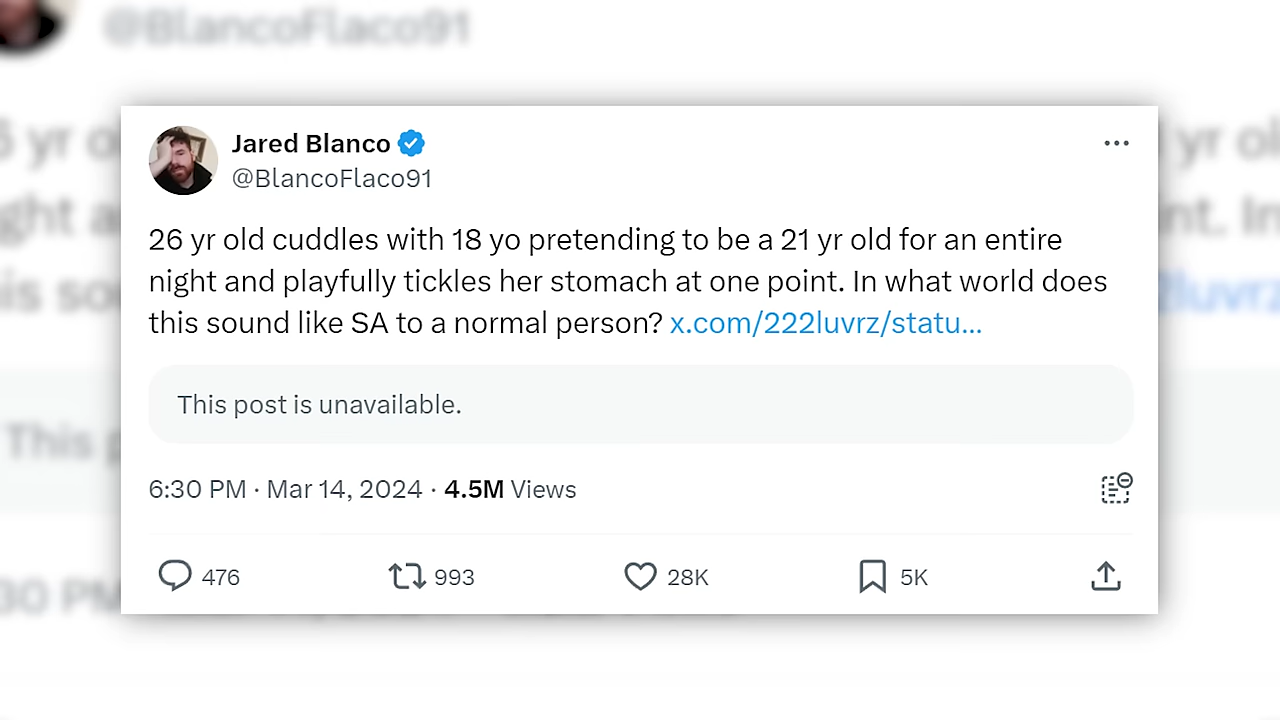 @BlancoFlaco91
Jared Blanco
@BlancoFlaco91
26 yr old cuddles with 18 yo pretending to be a 21 yr old for an entire
night and playfully tickles her stomach at one point. In what world does
this sound like SA to a normal person? x.com/222luvrz/statu...
This post is unavailable.
6:30 PM · Mar 14, 2024 · 4.5M Views
476 993 28K 5K